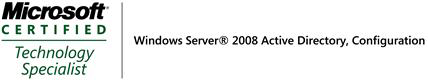 Microsoft®
CERTIFIED
Technology
Specialist
Windows Server® 2008 Active Directory, Configuration